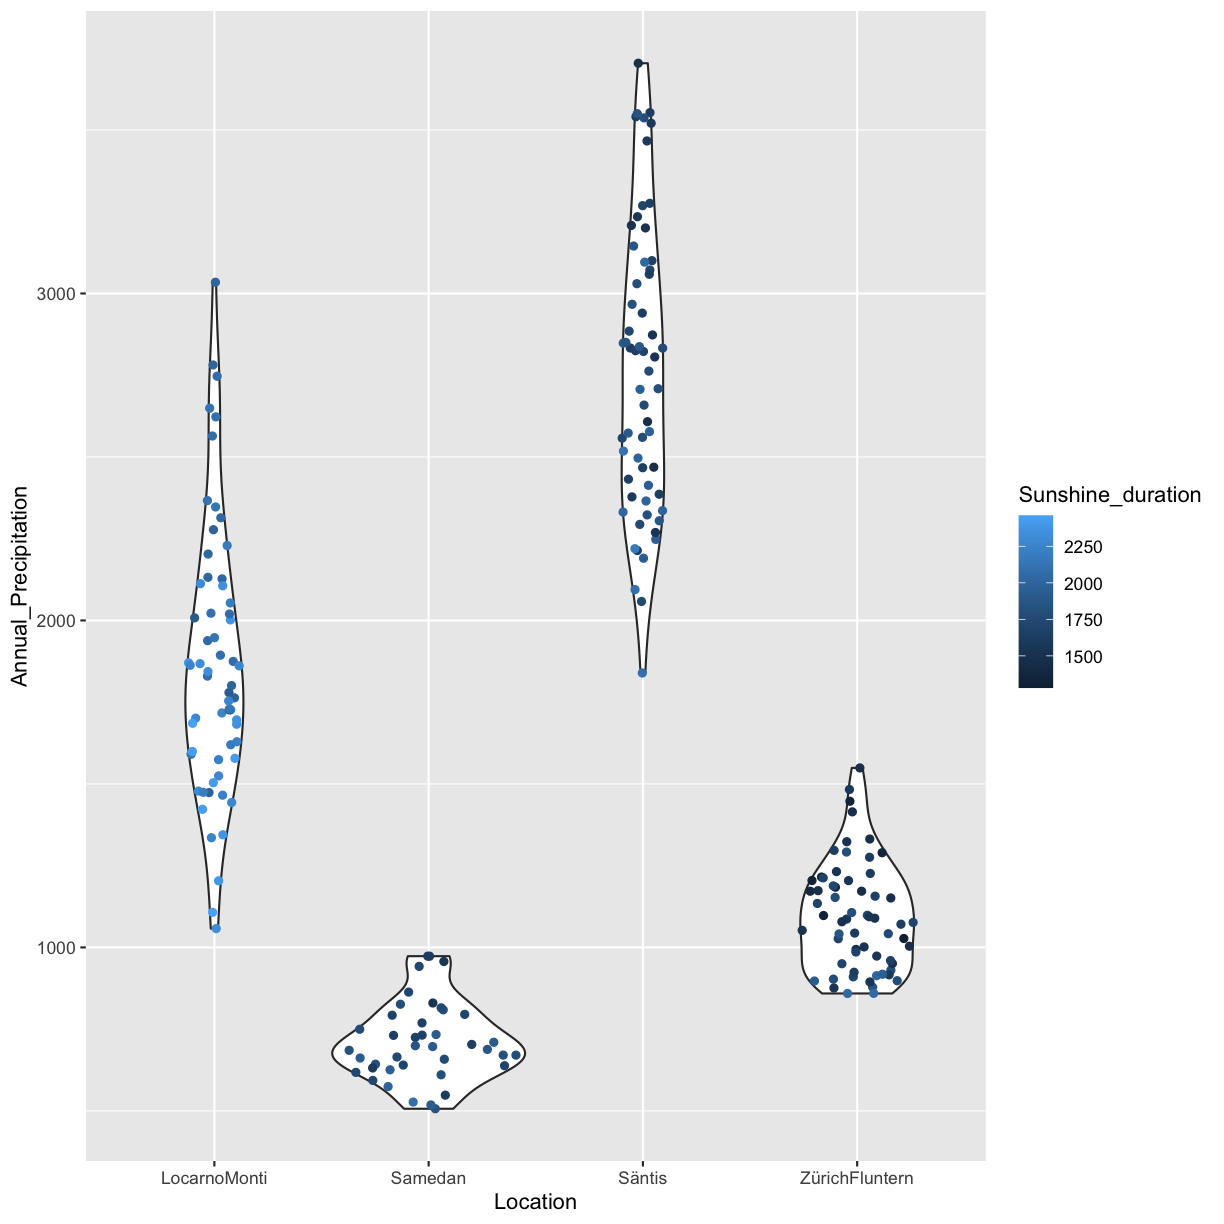 Annual_Precipitation
3000
2000
1000
LocarnoMonti
Samedan
Säntis
ZürichFluntern
Location
Sunshine_duration
2250
2000
1750
1500